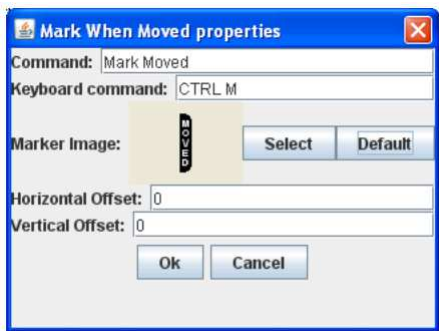 Mark When Moved properties
Command: Mark Moved
Keyboard command: CTRL M
Marker Image: MOVED Select Default
Horizontal Offset: 0
Vertical Offset: 0
Ok Cancel